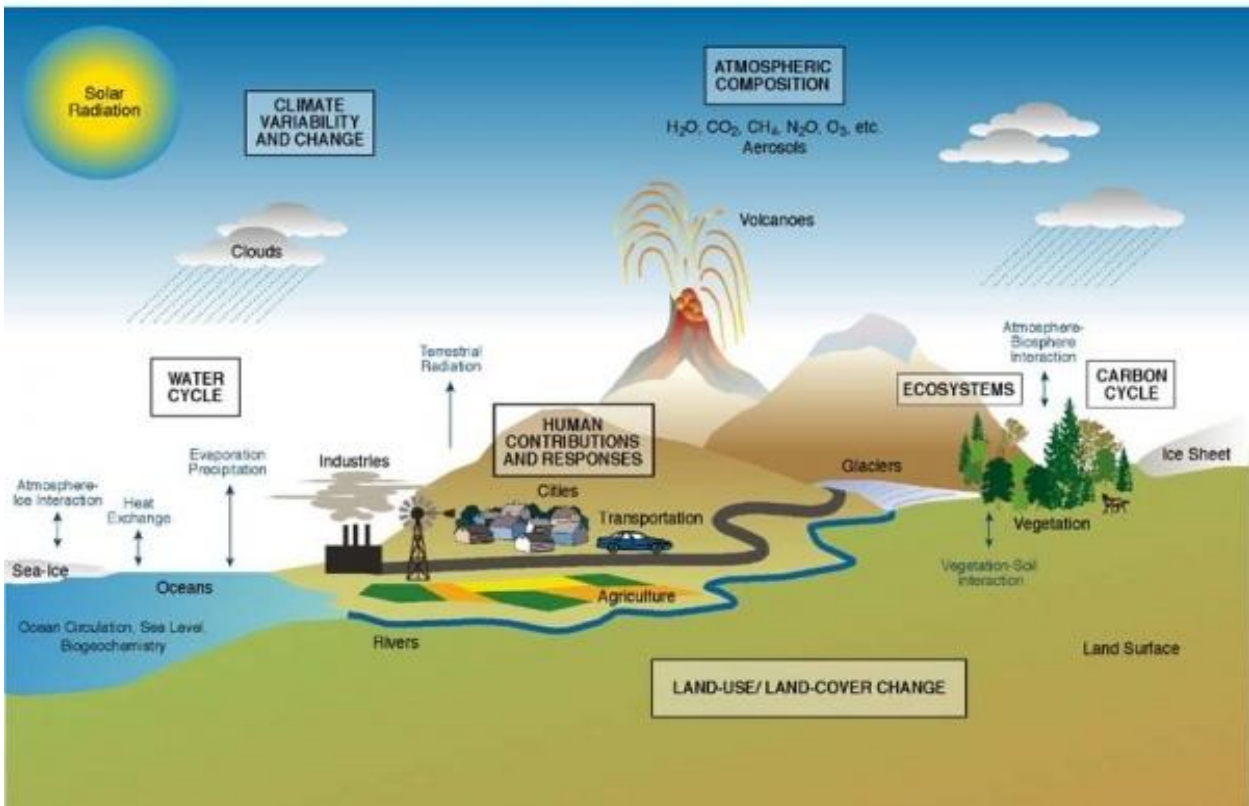 Solar
Radiation
CLIMATE
VARIABILITY
AND CHANGE
ATMOSPHERIC
COMPOSITION
H₂O, CO₂, CH₄, N₂O, O₃, etc.
Aerosols
Volcanoes
Clouds
Terrestrial
Radiation
Atmosphere-
Biosphere
Interaction
WATER
CYCLE
ECOSYSTEMS
CARBON
CYCLE
HUMAN
CONTRIBUTIONS
AND RESPONSES
Evaporation
Precipitation
Industries
Glaciers
Ice Sheet
Atmosphere-
Ice Interaction
Heat
Exchange
Cities
Transportation
Vegetation
Sea-Ice
Oceans
Vegetation-Soil
Interaction
Agriculture
Ocean Circulation, Sea Level,
Biogeochemistry
Rivers
Land Surface
LAND-USE/ LAND-COVER CHANGE